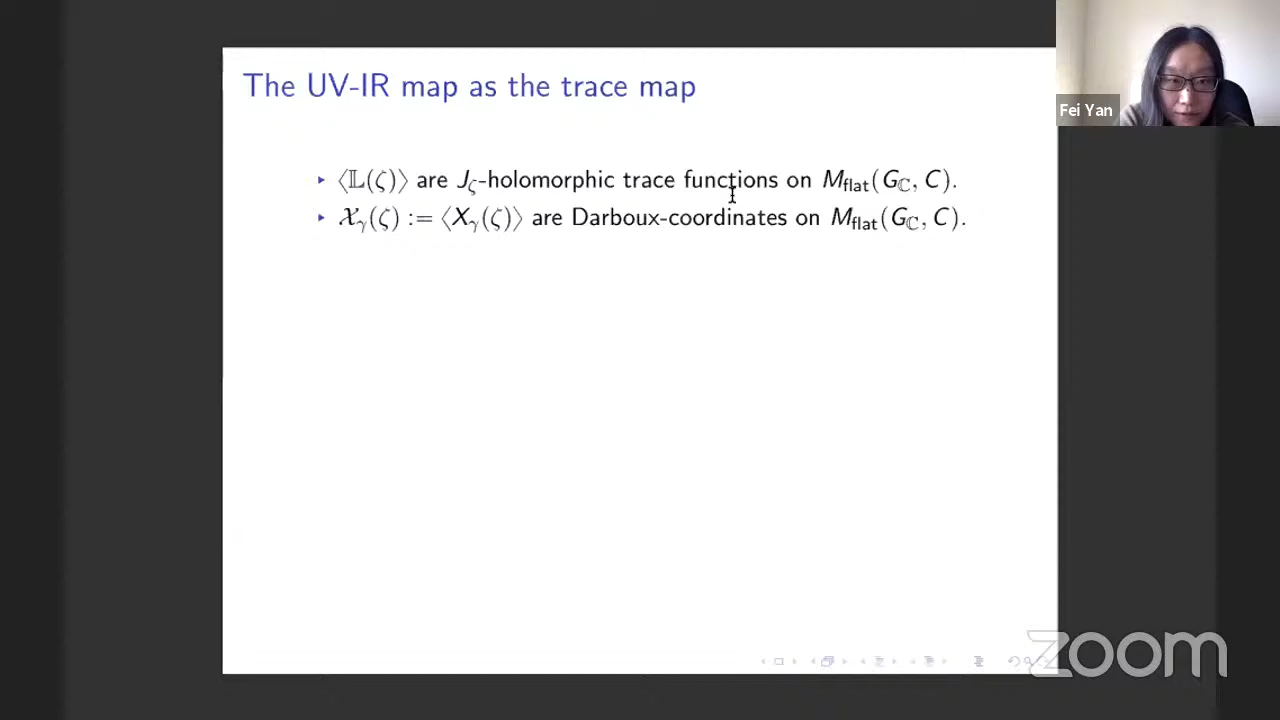 The UV-IR map as the trace map
Fei Yan
▸ ⟨𝕃(ζ)⟩ are J_ζ-holomorphic trace functions on M_flat(G_ℂ, C).
▸ 𝒳_γ(ζ) := ⟨X_γ(ζ)⟩ are Darboux-coordinates on M_flat(G_ℂ, C).
zoom